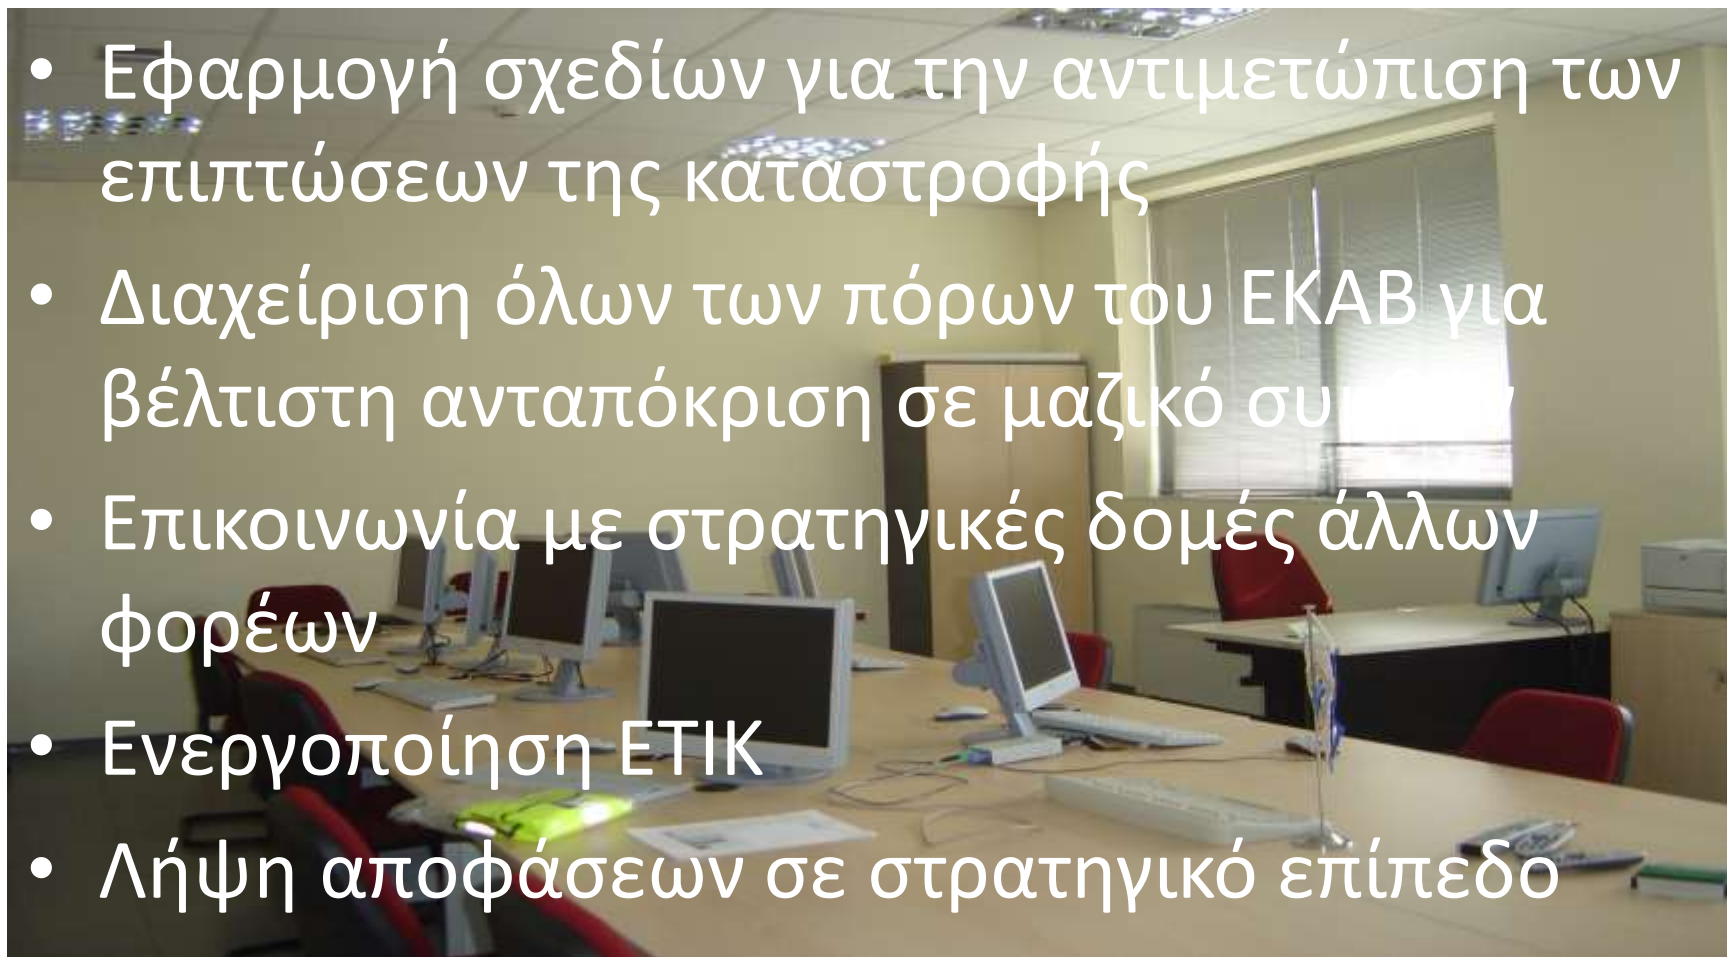 • Εφαρμογή σχεδίων για την αντιμετώπιση των
επιπτώσεων της καταστροφής
• Διαχείριση όλων των πόρων του ΕΚΑΒ για
βέλτιστη ανταπόκριση σε μαζικό
• Επικοινωνία με στρατηγικές δομές άλλων
φορέων
• Ενεργοποίηση ΕΤΙΚ
• Λήψη αποφάσεων σε στρατηγικό επίπεδο